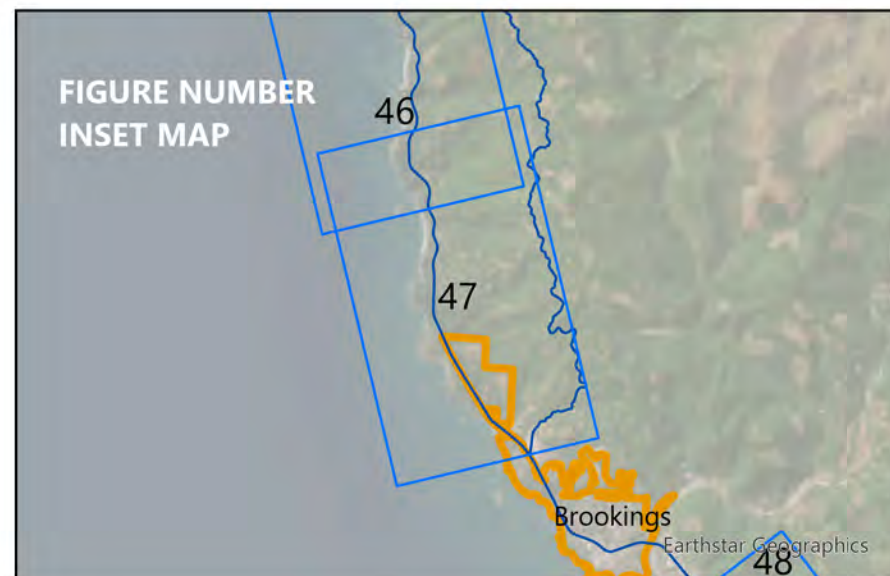 FIGURE NUMBER
INSET MAP
46
47
Brookings
Earthstar Geographics
48